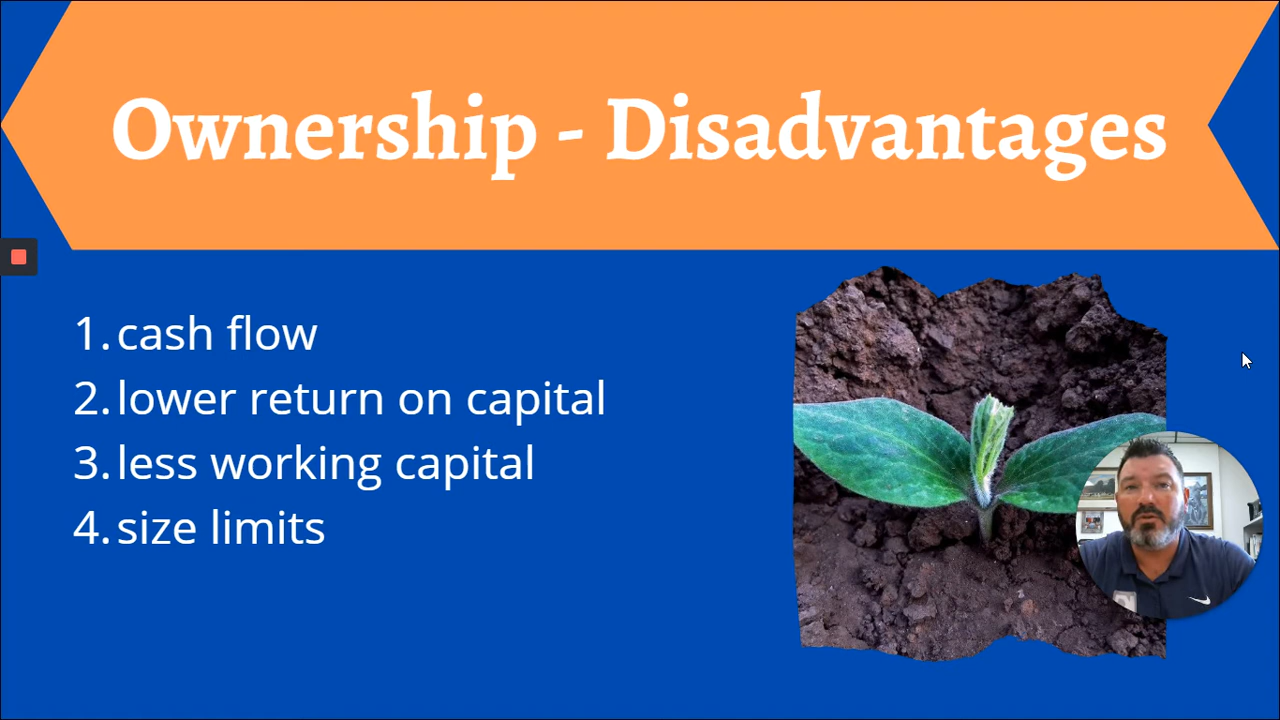 Ownership - Disadvantages
1. cash flow
2. lower return on capital
3. less working capital
4. size limits